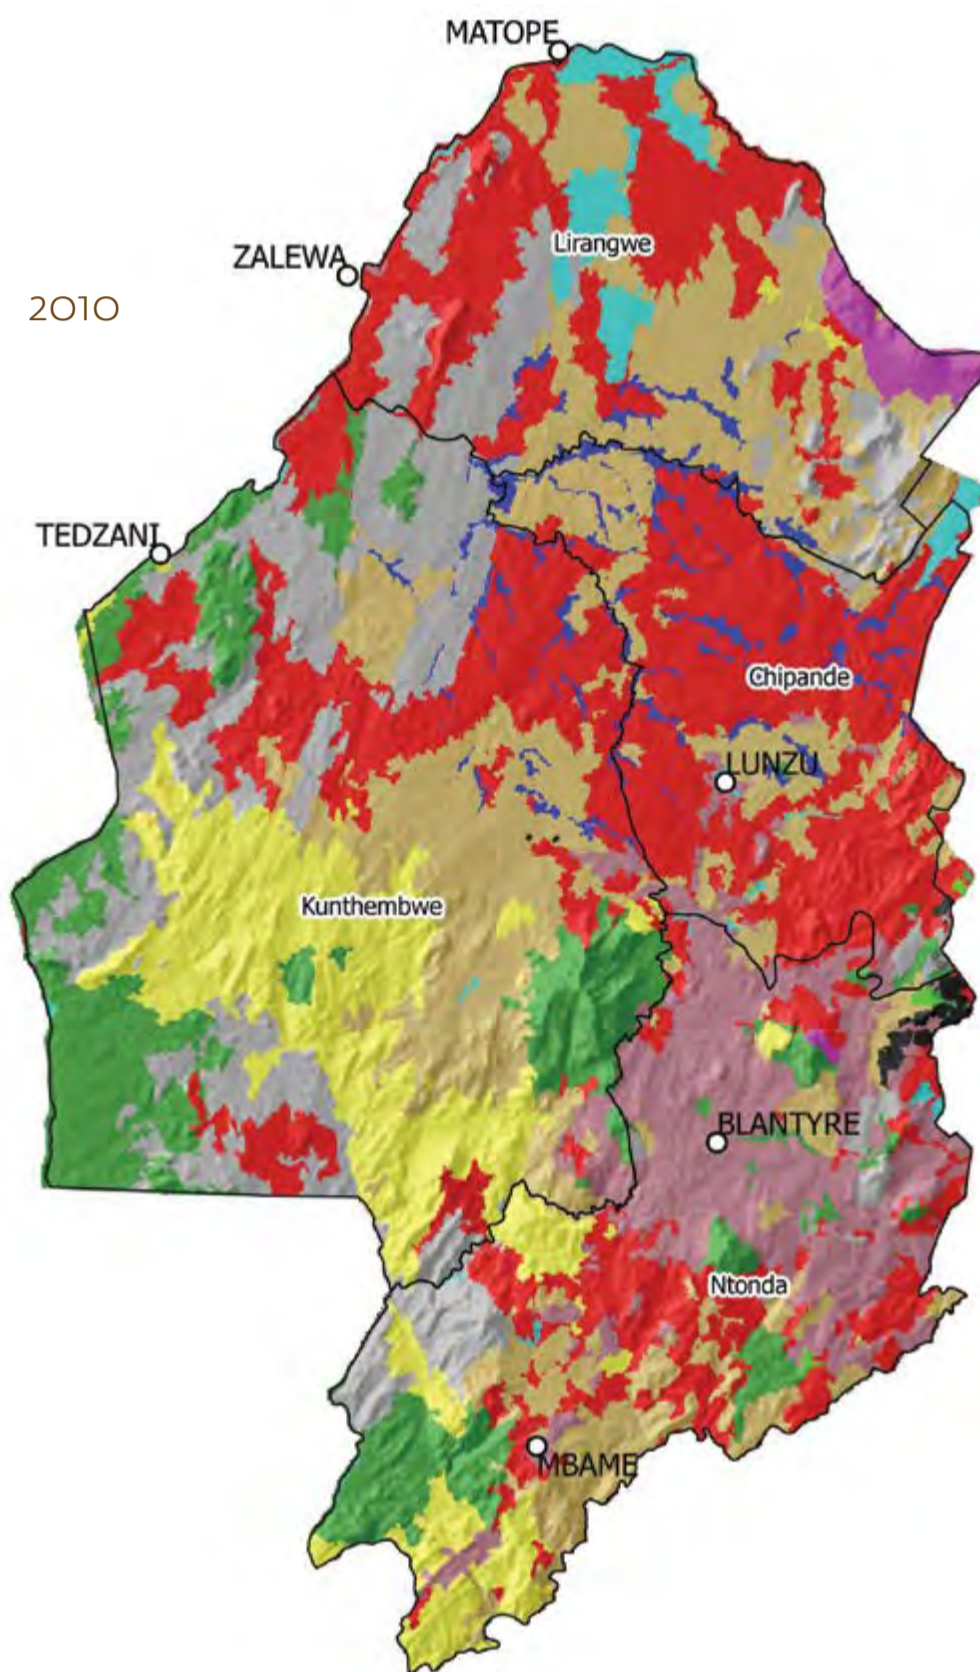 MATOPE
Lirangwe
ZALEWA
2010
TEDZANI
Chipande
LUNZU
Kunthembwe
BLANTYRE
Ntonda
MBAME